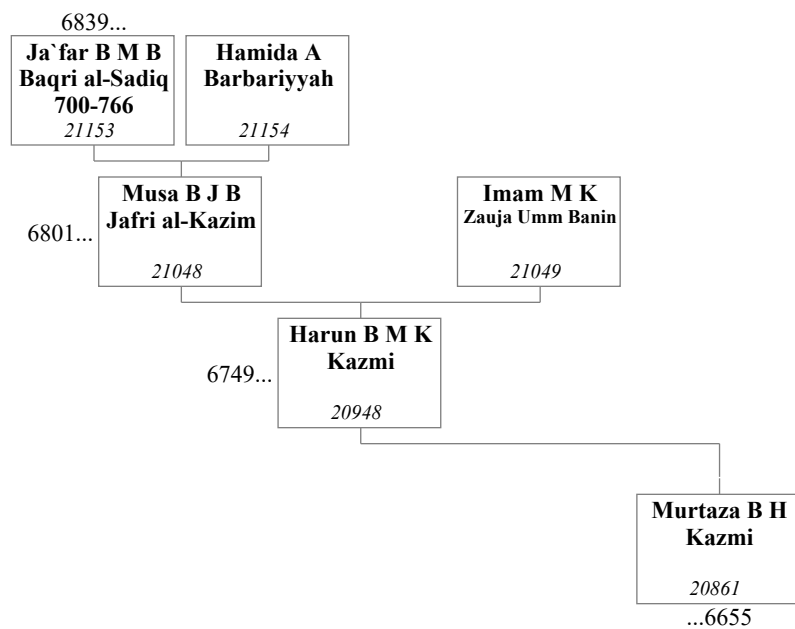 6839...
Ja`far B M B
Baqri al-Sadiq
700-766
21153
Hamida A
Barbariyyah
21154
6801...
Musa B J B
Jafri al-Kazim
21048
Imam M K
Zauja Umm Banin
21049
6749...
Harun B M K
Kazmi
20948
Murtaza B H
Kazmi
20861
...6655